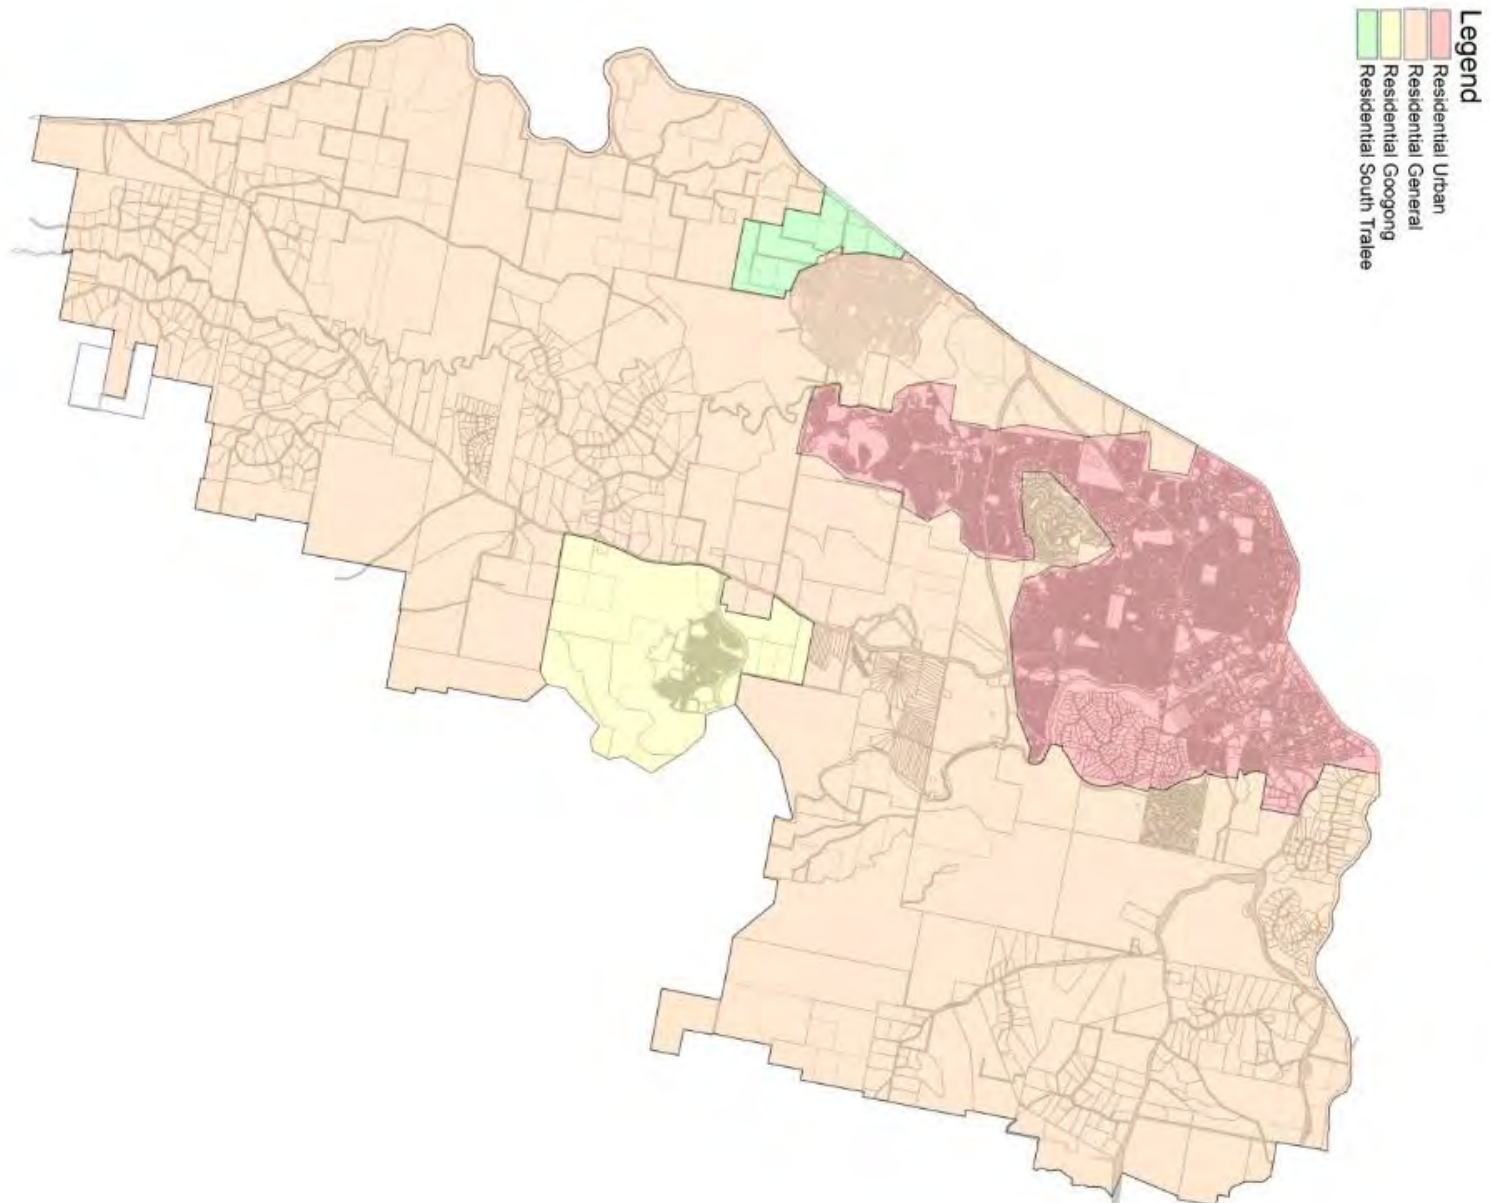 Legend
Residential Urban
Residential General
Residential Googong
Residential South Tralee